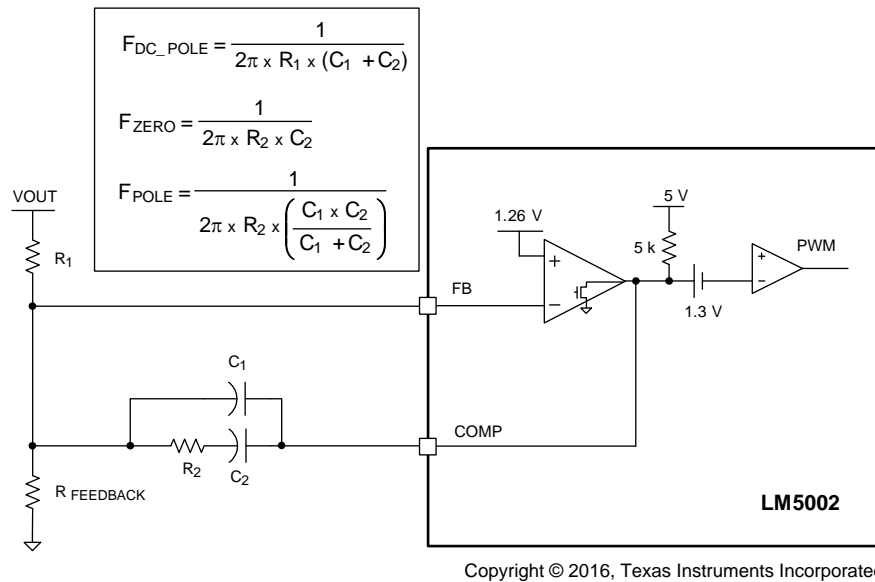 F_DC_POLE = 1 / (2π x R1 x (C1 + C2))
F_ZERO = 1 / (2π x R2 x C2)
F_POLE = 1 / (2π x R2 x ((C1 x C2) / (C1 + C2)))
VOUT
R1
1.26 V
5 V
5 k
PWM
+
+
FB
−
−
1.3 V
C1
COMP
R2
C2
R FEEDBACK
LM5002
Copyright © 2016, Texas Instruments Incorporate